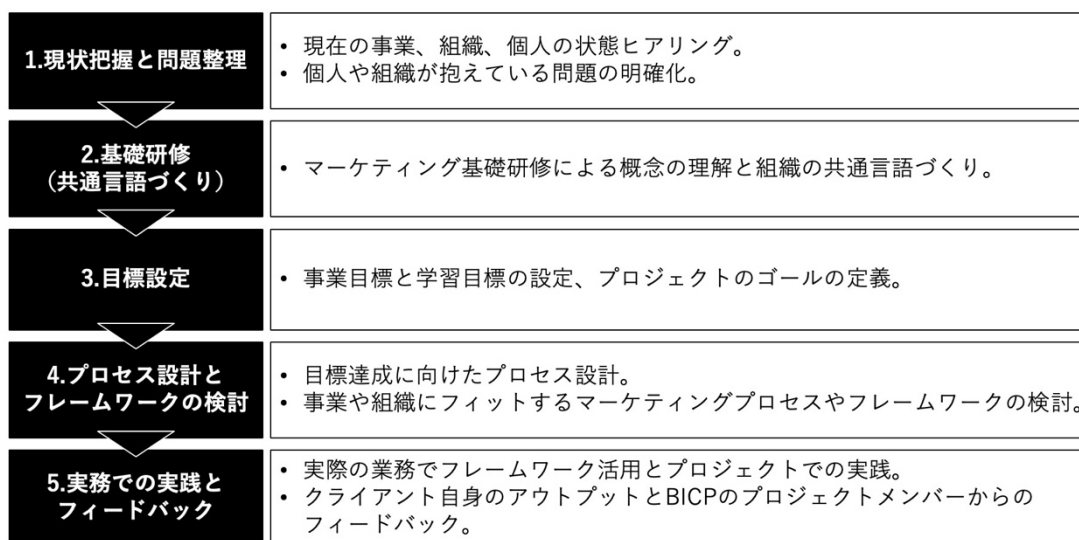 1.現状把握と問題整理
• 現在の事業、組織、個人の状態ヒアリング。
• 個人や組織が抱えている問題の明確化。
2.基礎研修
(共通言語づくり)
• マーケティング基礎研修による概念の理解と組織の共通言語づくり。
3.目標設定
• 事業目標と学習目標の設定、プロジェクトのゴールの定義。
4.プロセス設計と
フレームワークの検討
• 目標達成に向けたプロセス設計。
• 事業や組織にフィットするマーケティングプロセスやフレームワークの検討。
5.実務での実践と
フィードバック
• 実際の業務でフレームワーク活用とプロジェクトでの実践。
• クライアント自身のアウトプットとBICPのプロジェクトメンバーからの
フィードバック。